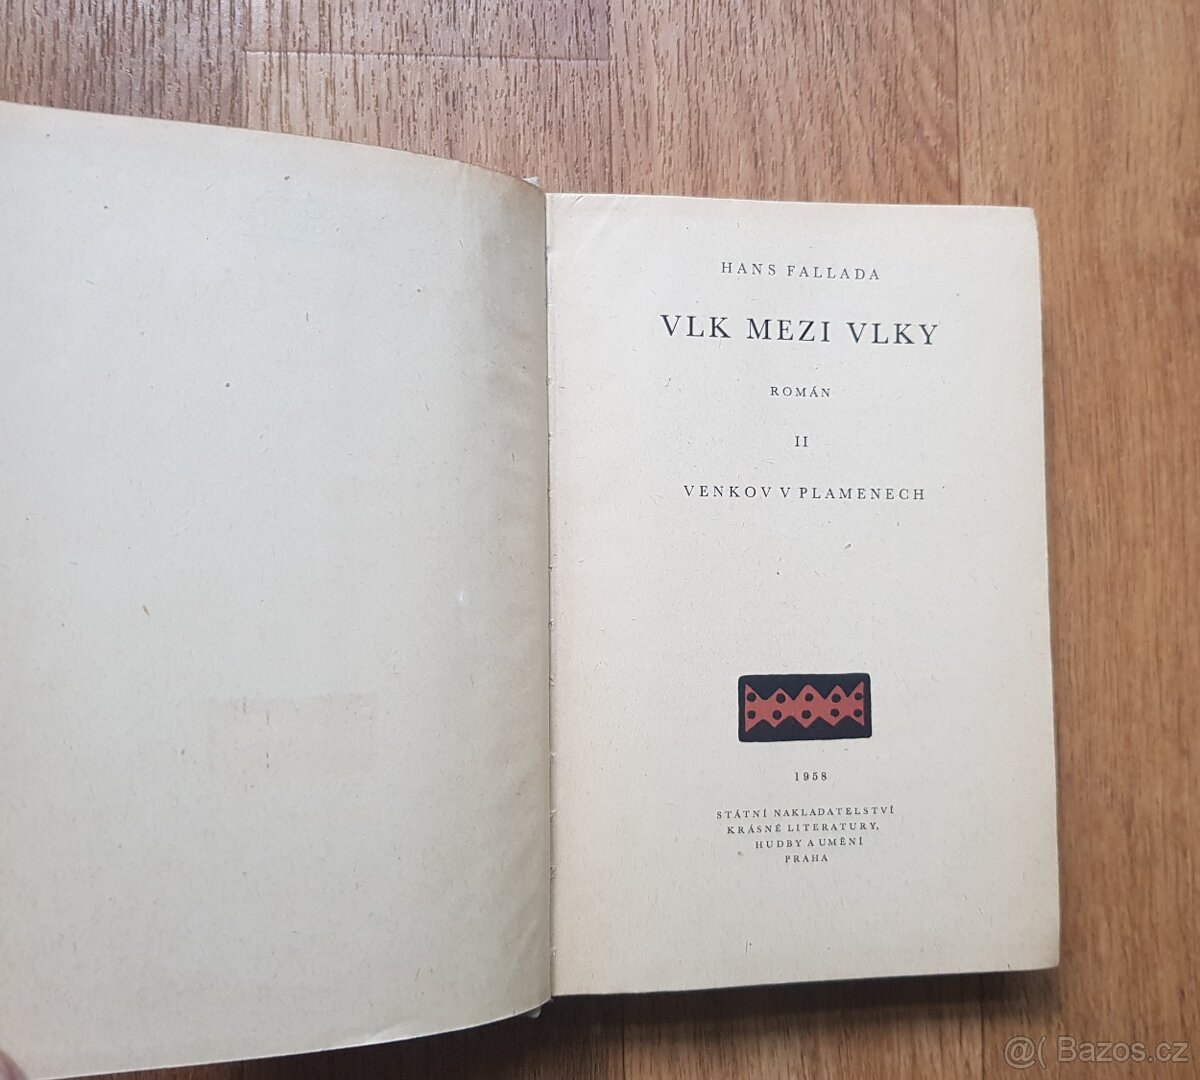 HANS FALLADA
VLK MEZI VLKY
ROMÁN
II
VENKOV V PLAMENECH
1958
STÁTNÍ NAKLADATELSTVÍ
KRÁSNÉ LITERATURY,
HUDBY A UMĚNÍ
PRAHA
@( Bazos.cz